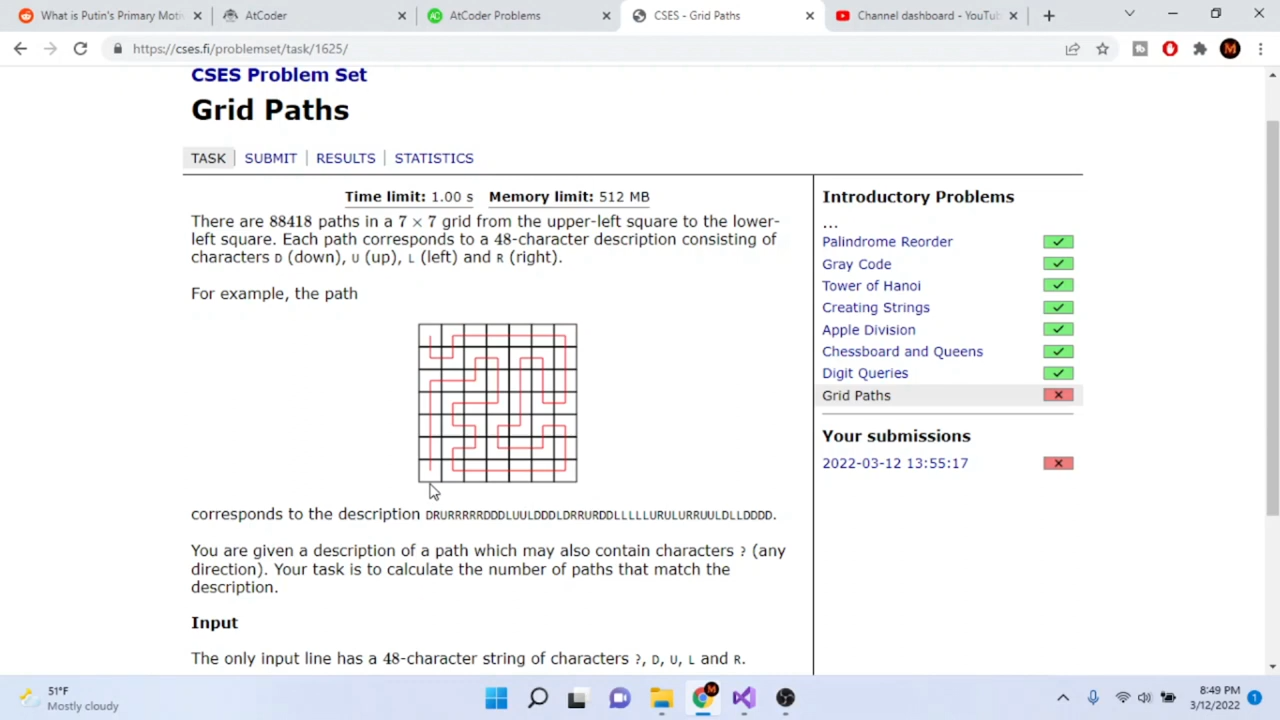 What is Putin's Primary Moti
AtCoder
AtCoder Problems
CSES - Grid Paths
Channel dashboard - YouTu
https://cses.fi/problemset/task/1625/
M
CSES Problem Set
Grid Paths
TASK
SUBMIT
RESULTS
STATISTICS
Time limit: 1.00 s Memory limit: 512 MB
There are 88418 paths in a 7 × 7 grid from the upper-left square to the lower-
left square. Each path corresponds to a 48-character description consisting of
characters D (down), U (up), L (left) and R (right).
For example, the path
corresponds to the description DRURRRRRDDDLUULDDDLDRRURDDLLLLLURULURRUULDLLDDDD.
You are given a description of a path which may also contain characters ? (any
direction). Your task is to calculate the number of paths that match the
description.
Input
The only input line has a 48-character string of characters ?, D, U, L and R.
Introductory Problems
...
Palindrome Reorder
Gray Code
Tower of Hanoi
Creating Strings
Apple Division
Chessboard and Queens
Digit Queries
Grid Paths
Your submissions
2022-03-12 13:55:17
51°F
Mostly cloudy
M
8:49 PM
3/12/2022
1